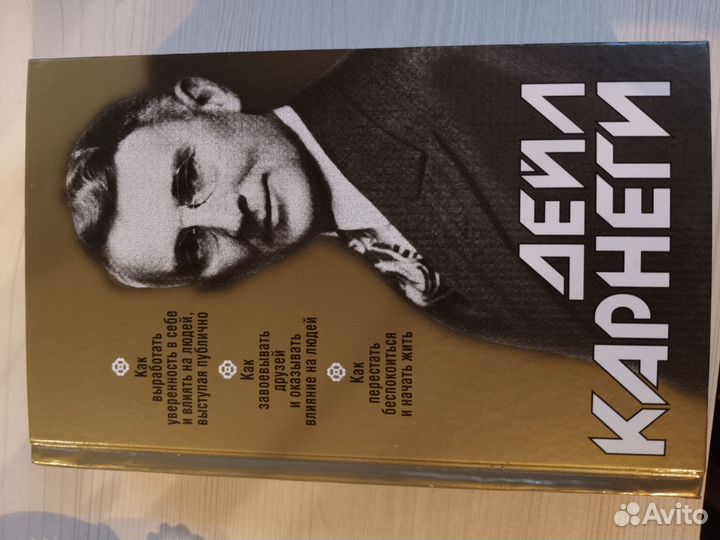 Как
выработать
уверенность в себе
и влиять на людей,
выступая публично
Как
завоевывать
друзей
и оказывать
влияние на людей
Как
перестать
беспокоиться
и начать жить
ДЕЙЛ
КАРНЕГИ
Avito